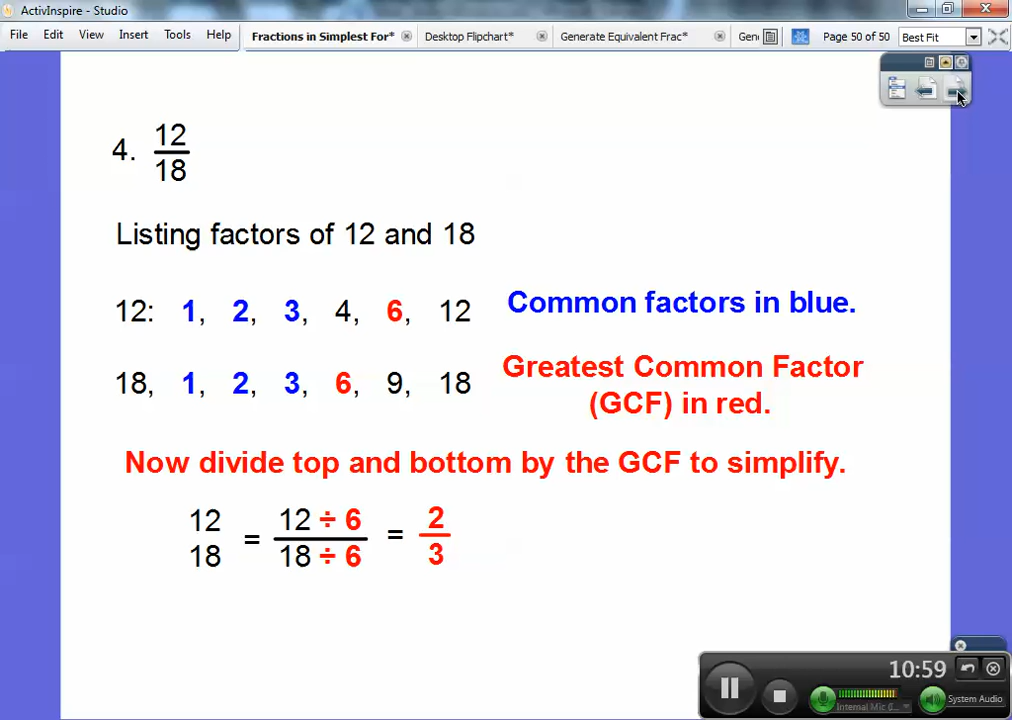 ActivInspire - Studio
File Edit View Insert Tools Help
Fractions in Simplest For* Desktop Flipchart* Generate Equivalent Frac* Gen
Page 50 of 50 Best Fit
4. 12
18
Listing factors of 12 and 18
12: 1, 2, 3, 4, 6, 12
Common factors in blue.
18, 1, 2, 3, 6, 9, 18
Greatest Common Factor
(GCF) in red.
Now divide top and bottom by the GCF to simplify.
12 = 12 ÷ 6 = 2
18 18 ÷ 6 3
10:59
Internal Mic
System Audio